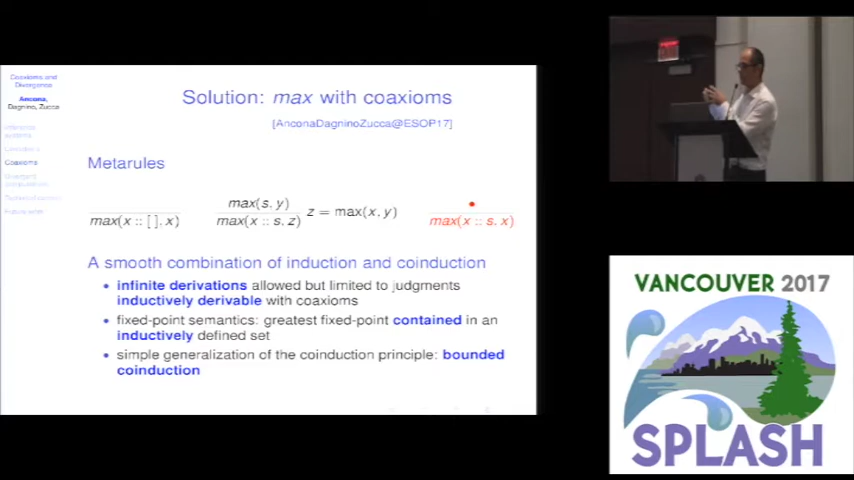 Coaxioms and
Divergence
Ancona,
Dagnino, Zucca
Coaxioms
Solution: max with coaxioms
[AnconaDagninoZucca@ESOP17]
Metarules
max(x :: [ ], x)
max(s, y)
max(x :: s, z)
z = max(x, y)
max(x :: s, x)
A smooth combination of induction and coinduction
• infinite derivations allowed but limited to judgments
inductively derivable with coaxioms
• fixed-point semantics: greatest fixed-point contained in an
inductively defined set
• simple generalization of the coinduction principle: bounded
coinduction
VANCOUVER 2017
SPLASH